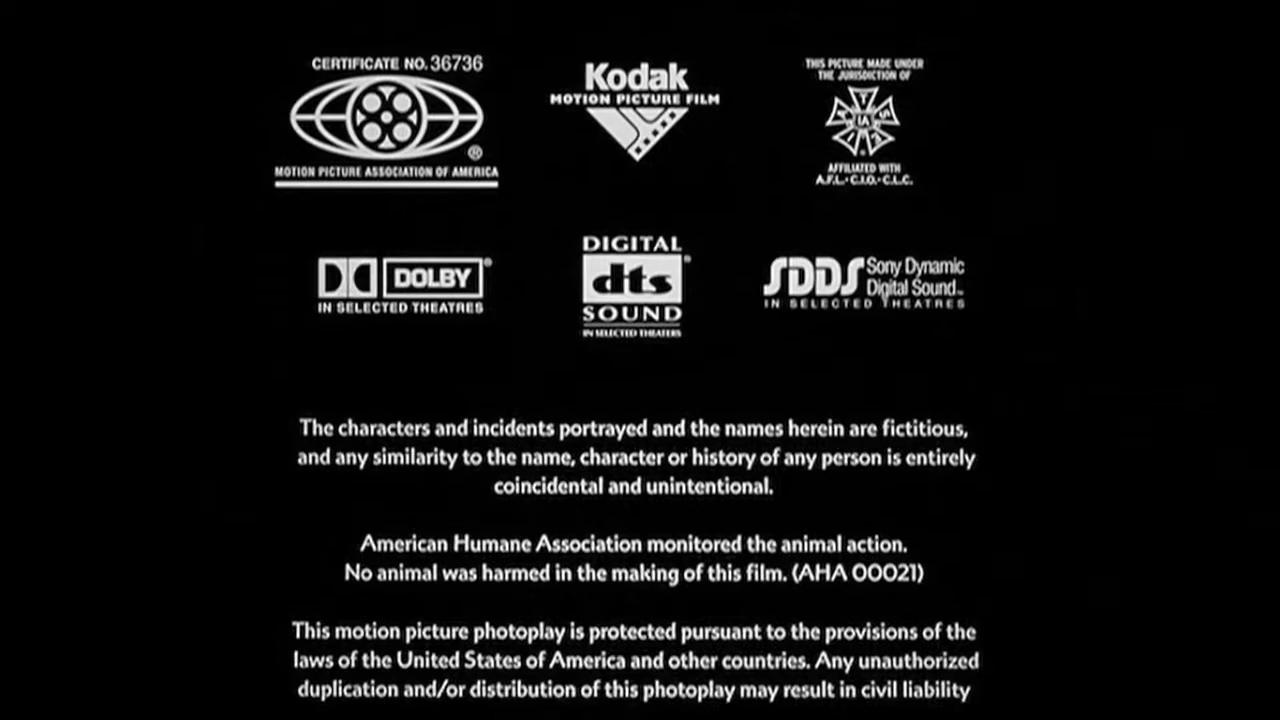 CERTIFICATE NO. 36736
MOTION PICTURE ASSOCIATION OF AMERICA
Kodak
MOTION PICTURE FILM
THIS PICTURE MADE UNDER
THE JURISDICTION OF
IA
AFFILIATED WITH
A.F.L.-C.I.O.-C.L.C.
DOLBY
IN SELECTED THEATRES
DIGITAL
dts
SOUND
IN SELECTED THEATERS
SDDS Sony Dynamic
Digital Sound™
IN SELECTED THEATRES
The characters and incidents portrayed and the names herein are fictitious,
and any similarity to the name, character or history of any person is entirely
coincidental and unintentional.
American Humane Association monitored the animal action.
No animal was harmed in the making of this film. (AHA 00021)
This motion picture photoplay is protected pursuant to the provisions of the
laws of the United States of America and other countries. Any unauthorized
duplication and/or distribution of this photoplay may result in civil liability